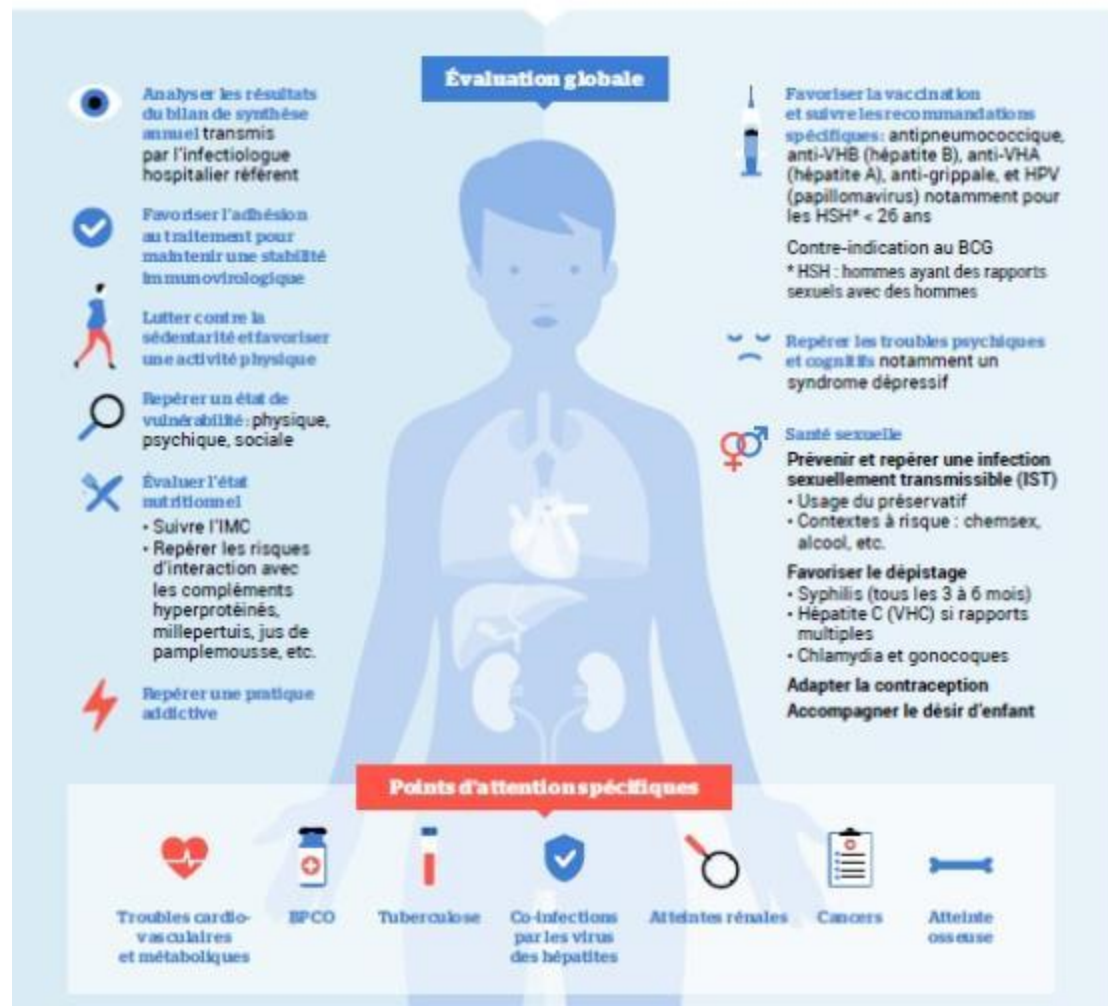 Évaluation globale
Analyser les résultats
du bilan de synthèse
annuel transmis
par l'infectiologue
hospitalier référent
Favoriser l'adhésion
au traitement pour
maintenir une stabilité
immunovirologique
Lutter contre la
sédentarité et favoriser
une activité physique
Repérer un état de
vulnérabilité : physique,
psychique, sociale
Évaluer l'état
nutritionnel
• Suivre l'IMC
• Repérer les risques
d'interaction avec
les compléments
hyperprotéinés,
millepertuis, jus de
pamplemousse, etc.
Repérer une pratique
addictive
Favoriser la vaccination
et suivre les recommandations
spécifiques : antipneumococcique,
anti-VHB (hépatite B), anti-VHA
(hépatite A), anti-grippale, et HPV
(papillomavirus) notamment pour
les HSH* < 26 ans
Contre-indication au BCG
* HSH : hommes ayant des rapports
sexuels avec des hommes
Repérer les troubles psychiques
et cognitifs notamment un
syndrome dépressif
Santé sexuelle
Prévenir et repérer une infection
sexuellement transmissible (IST)
• Usage du préservatif
• Contextes à risque : chemsex,
alcool, etc.
Favoriser le dépistage
• Syphilis (tous les 3 à 6 mois)
• Hépatite C (VHC) si rapports
multiples
• Chlamydia et gonocoques
Adapter la contraception
Accompagner le désir d'enfant
Points d'attention spécifiques
Troubles cardio-
vasculaires
et métaboliques
BPCO
Tuberculose
Co-infections
par les virus
des hépatites
Atteintes rénales
Cancers
Atteinte
osseuse